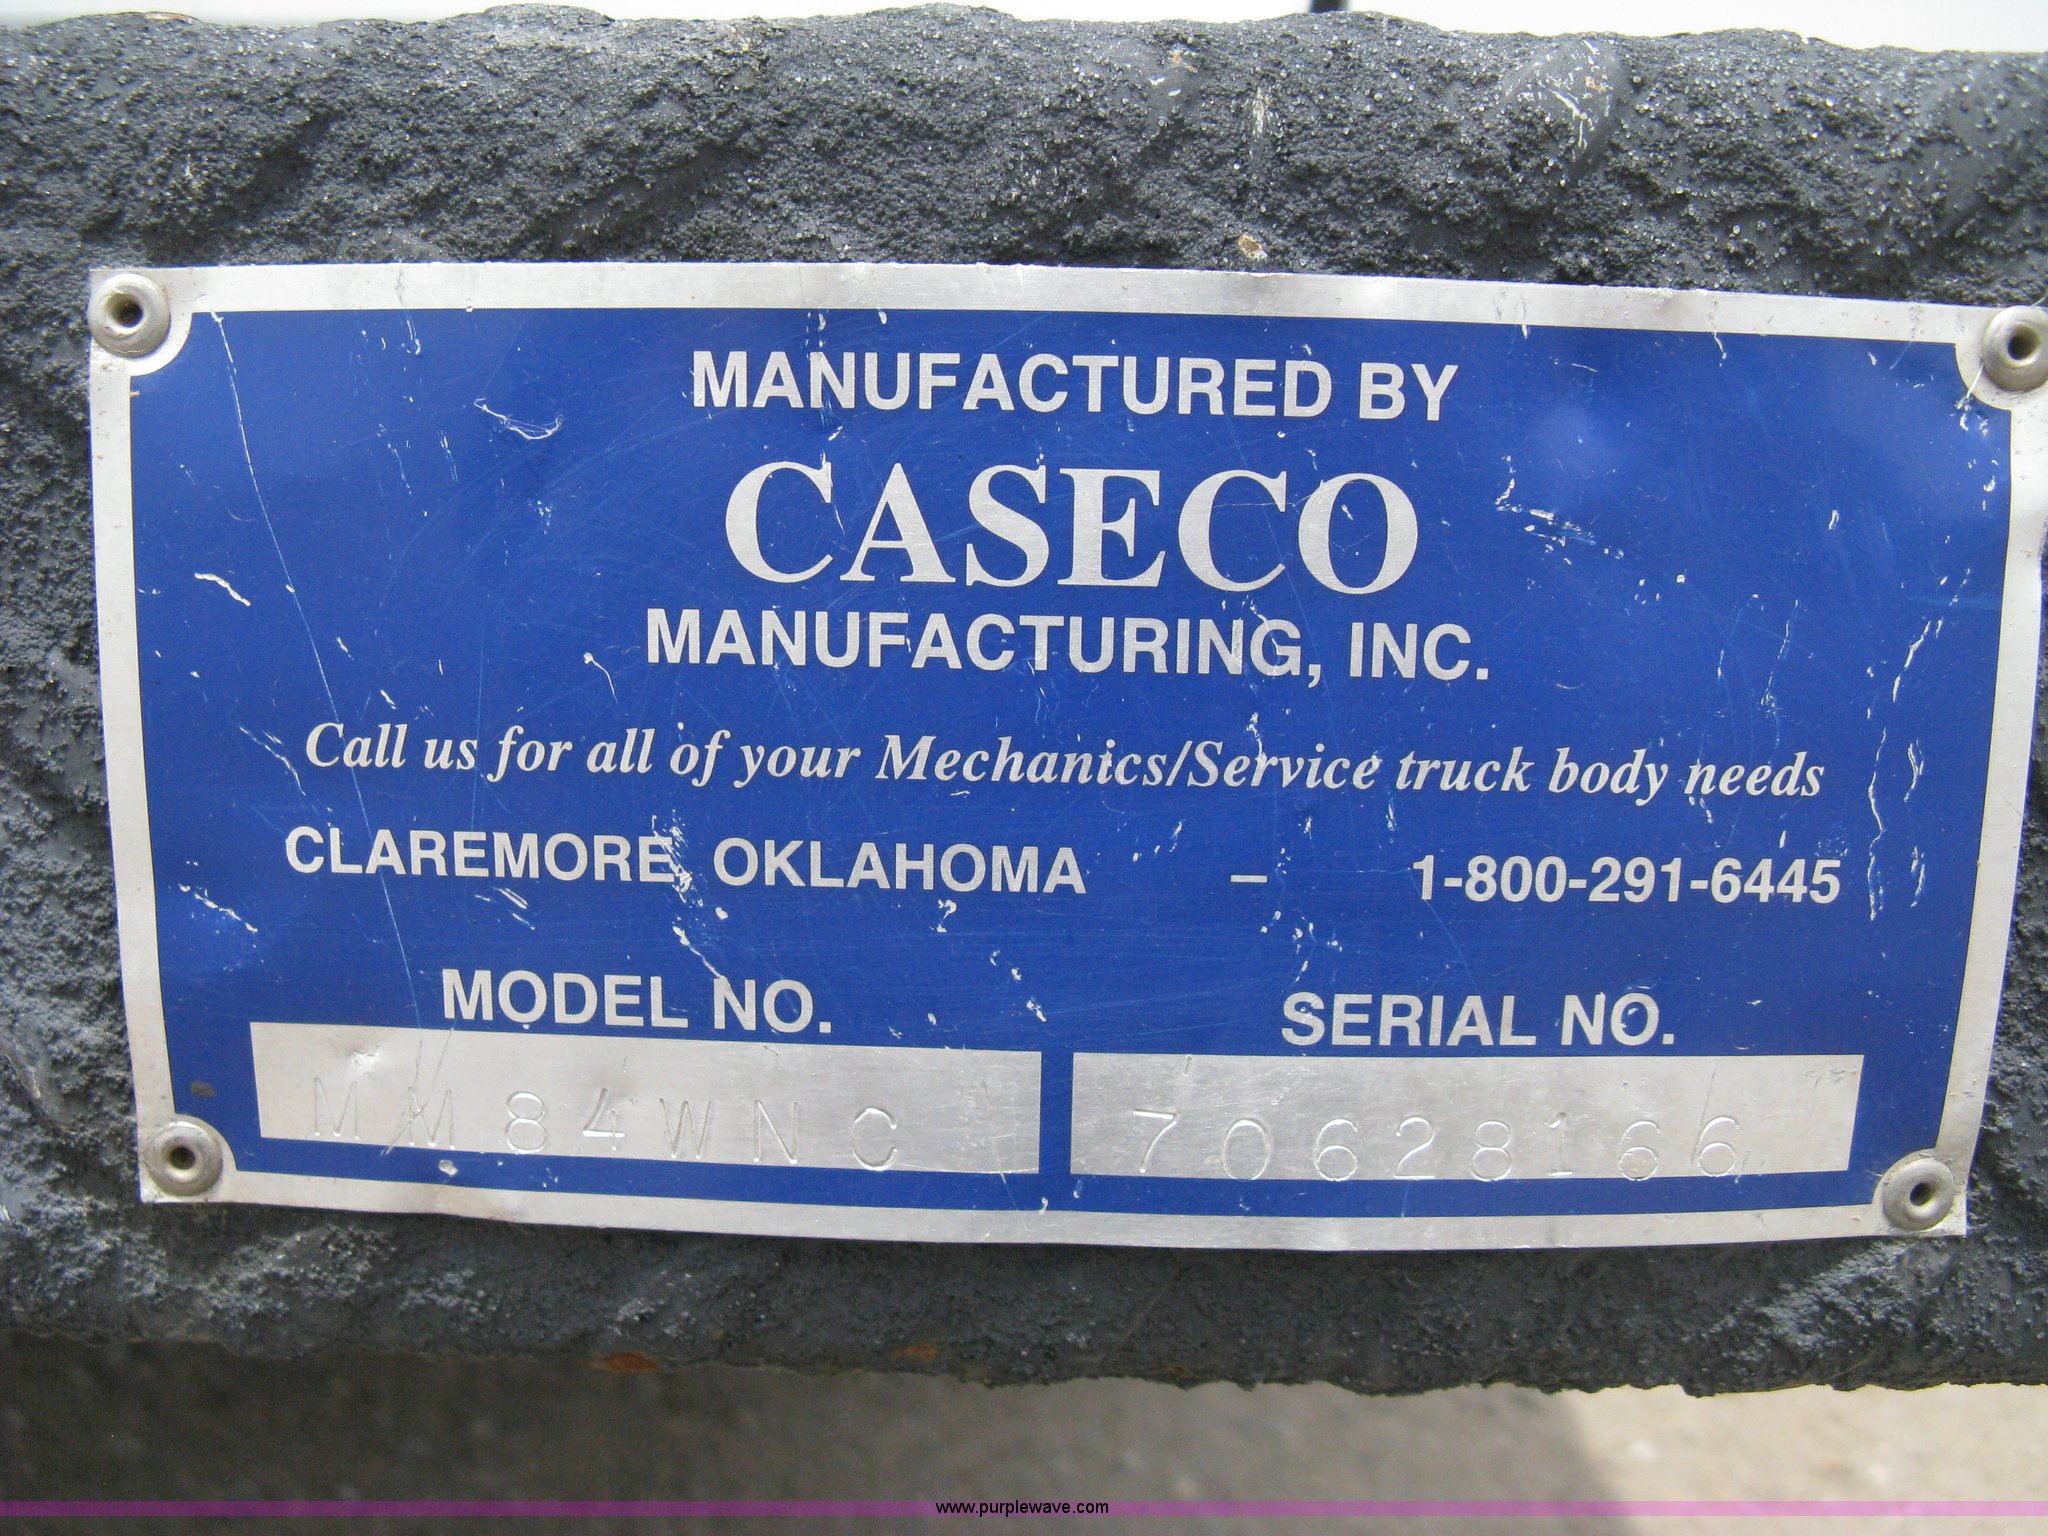 MANUFACTURED BY
CASECO
MANUFACTURING, INC.
Call us for all of your Mechanics/Service truck body needs
CLAREMORE, OKLAHOMA – 1-800-291-6445
MODEL NO. SERIAL NO.
MM84WNC 70628166
www.purplewave.com